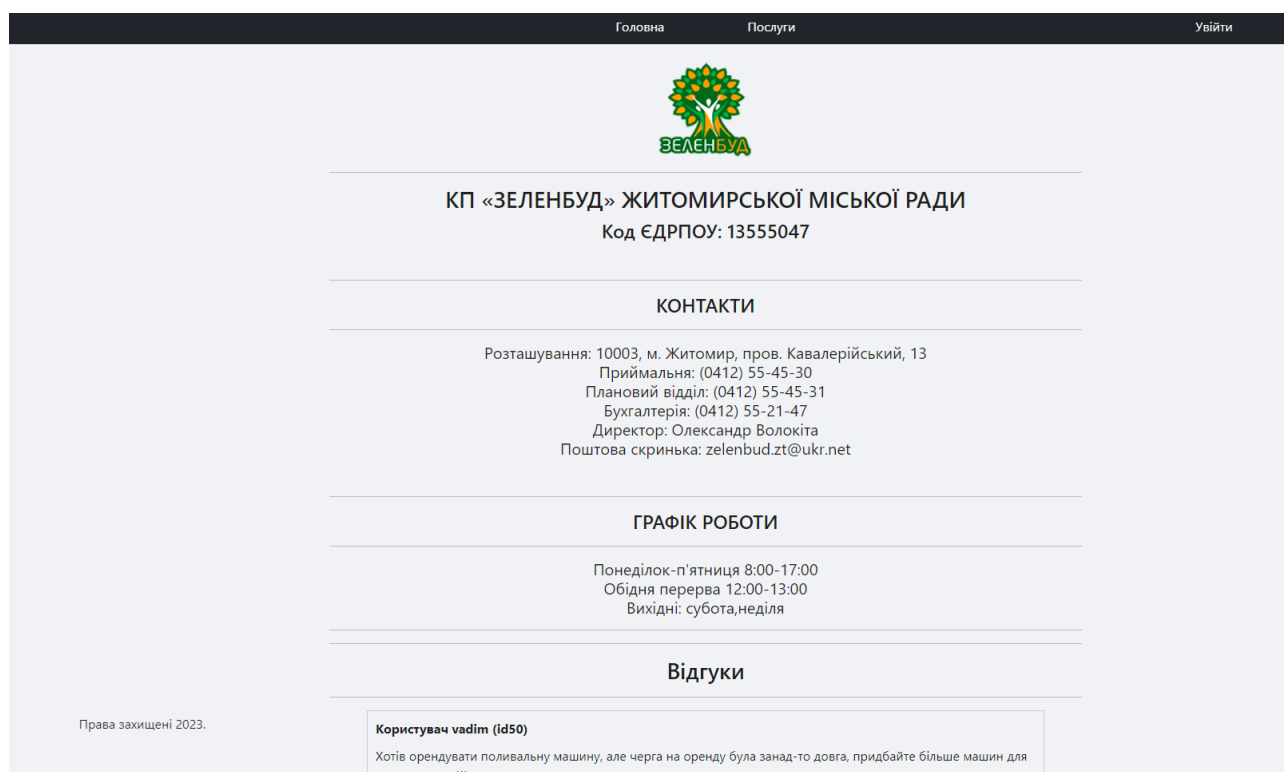 Головна Послуги Увійти
ЗЕЛЕНБУД
КП «ЗЕЛЕНБУД» ЖИТОМИРСЬКОЇ МІСЬКОЇ РАДИ
Код ЄДРПОУ: 13555047
КОНТАКТИ
Розташування: 10003, м. Житомир, пров. Кавалерійський, 13
Приймальня: (0412) 55-45-30
Плановий відділ: (0412) 55-45-31
Бухгалтерія: (0412) 55-21-47
Директор: Олександр Волокіта
Поштова скринька: zelenbud.zt@ukr.net
ГРАФІК РОБОТИ
Понеділок-п'ятниця 8:00-17:00
Обідня перерва 12:00-13:00
Вихідні: субота,неділя
Відгуки
Права захищені 2023.
Користувач vadim (id50)
Хотів орендувати поливальну машину, але черга на оренду була занад-то довга, придбайте більше машин для